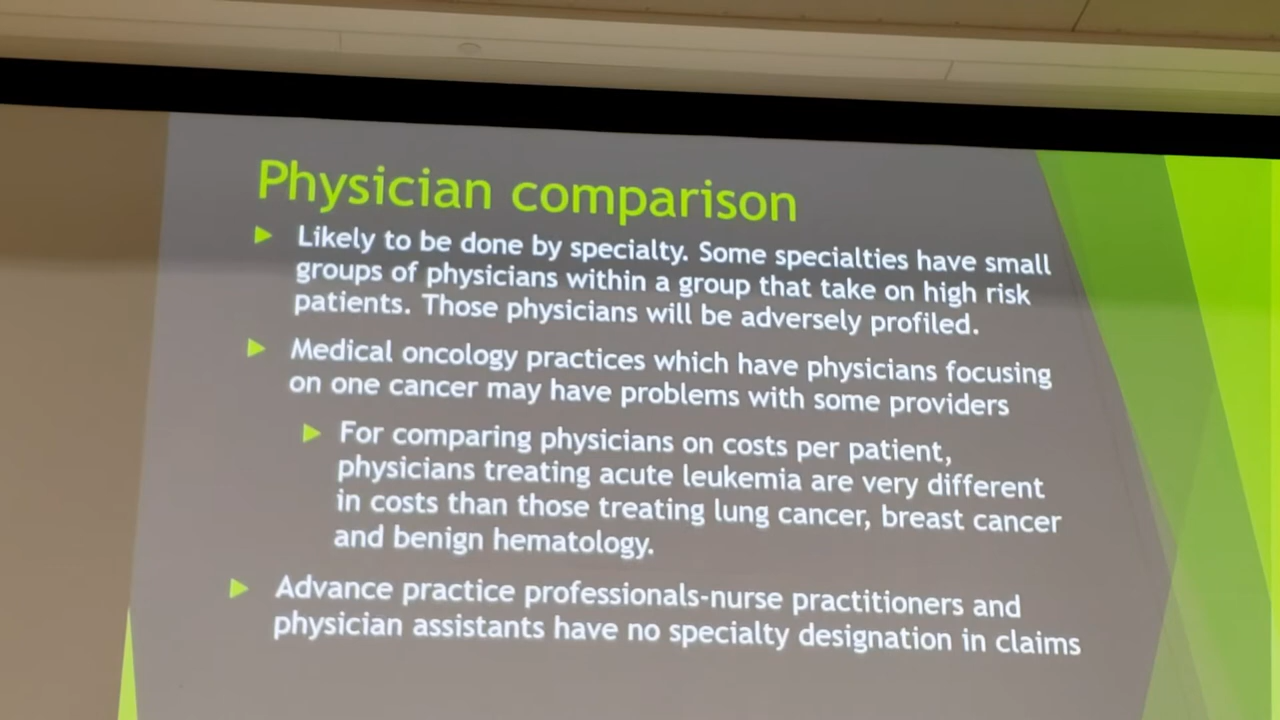 Physician comparison
Likely to be done by specialty. Some specialties have small
groups of physicians within a group that take on high risk
patients. Those physicians will be adversely profiled.
Medical oncology practices which have physicians focusing
on one cancer may have problems with some providers
For comparing physicians on costs per patient,
physicians treating acute leukemia are very different
in costs than those treating lung cancer, breast cancer
and benign hematology.
Advance practice professionals-nurse practitioners and
physician assistants have no specialty designation in claims